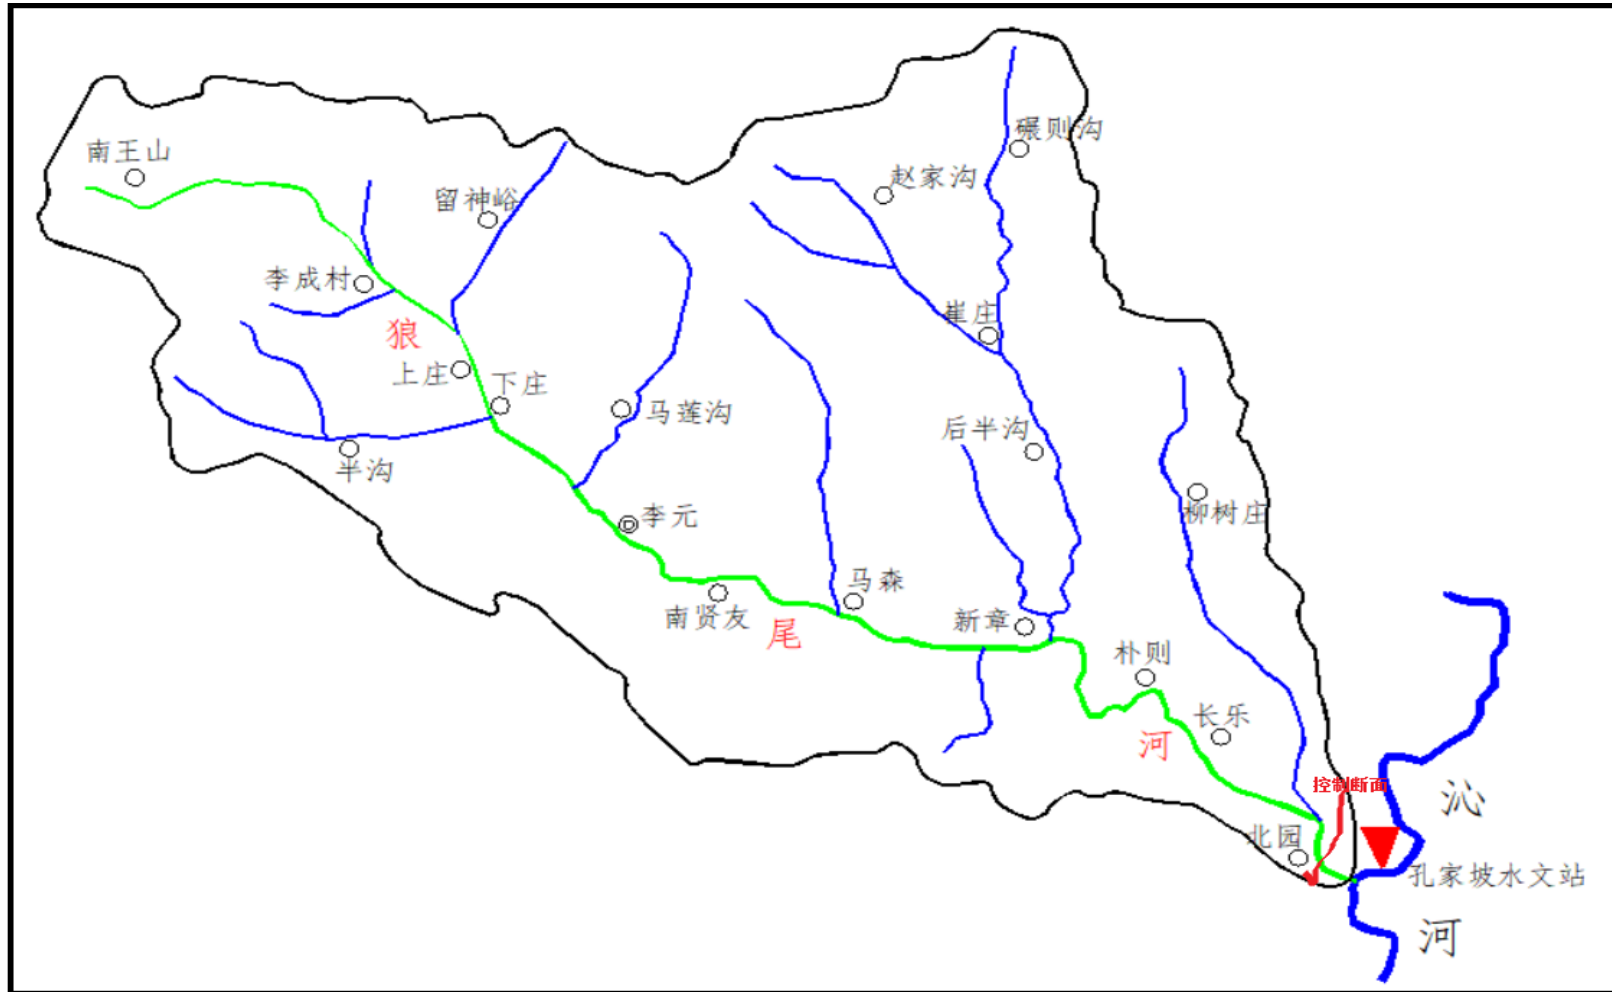 碾则沟
南王山
赵家沟
留神峪
李成村
崔庄
狼
上庄
下庄
马莲沟
后半沟
半沟
李元
柳树庄
马森
南贤友
新章
尾
朴则
长乐
河
控制断面
沁
北园
孔家坡水文站
河